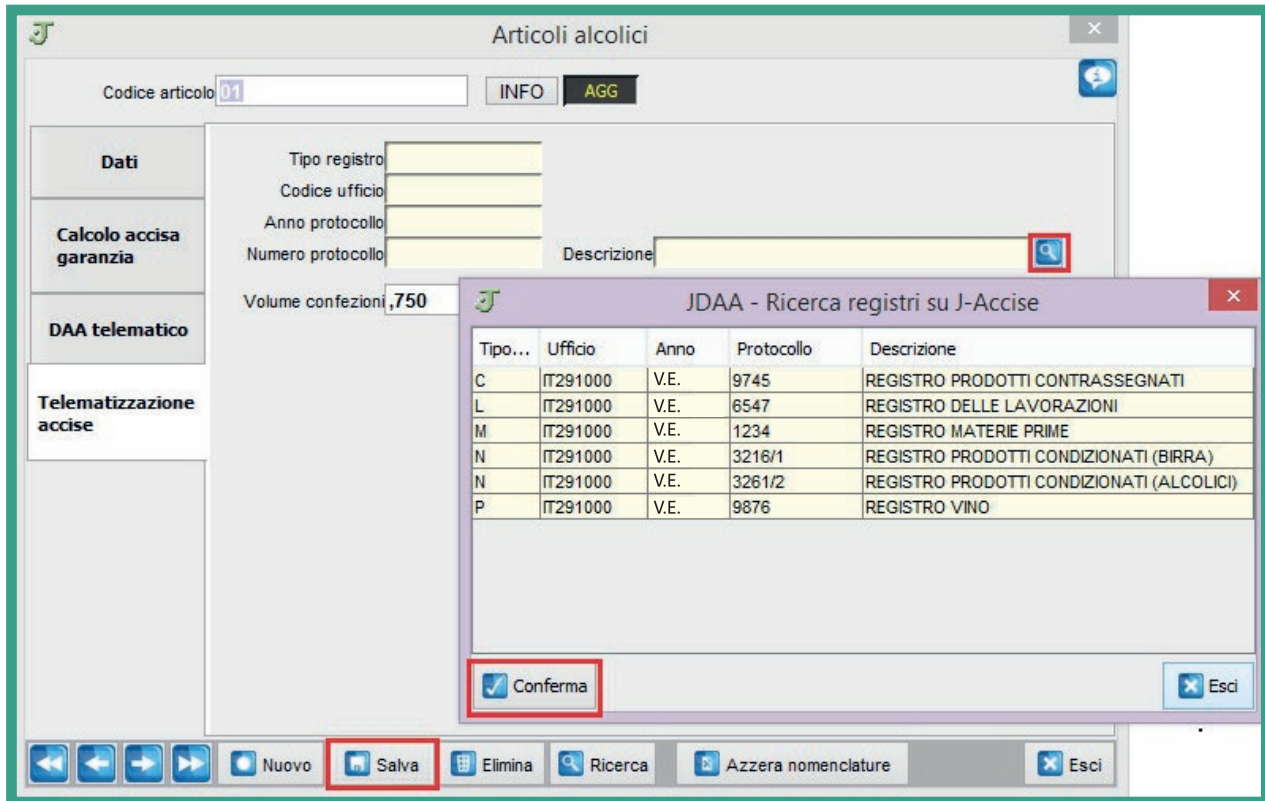 Articoli alcolici
Codice articolo 01 INFO AGG
Dati
Calcolo accisa
garanzia
DAA telematico
Telematizzazione
accise
Tipo registro
Codice ufficio
Anno protocollo
Numero protocollo Descrizione
Volume confezioni ,750
JDAA - Ricerca registri su J-Accise
Tipo... Ufficio Anno Protocollo Descrizione
C IT291000 V.E. 9745 REGISTRO PRODOTTI CONTRASSEGNATI
L IT291000 V.E. 6547 REGISTRO DELLE LAVORAZIONI
M IT291000 V.E. 1234 REGISTRO MATERIE PRIME
N IT291000 V.E. 3216/1 REGISTRO PRODOTTI CONDIZIONATI (BIRRA)
N IT291000 V.E. 3261/2 REGISTRO PRODOTTI CONDIZIONATI (ALCOLICI)
P IT291000 V.E. 9876 REGISTRO VINO
Conferma Esci
Nuovo Salva Elimina Ricerca Azzera nomenclature Esci